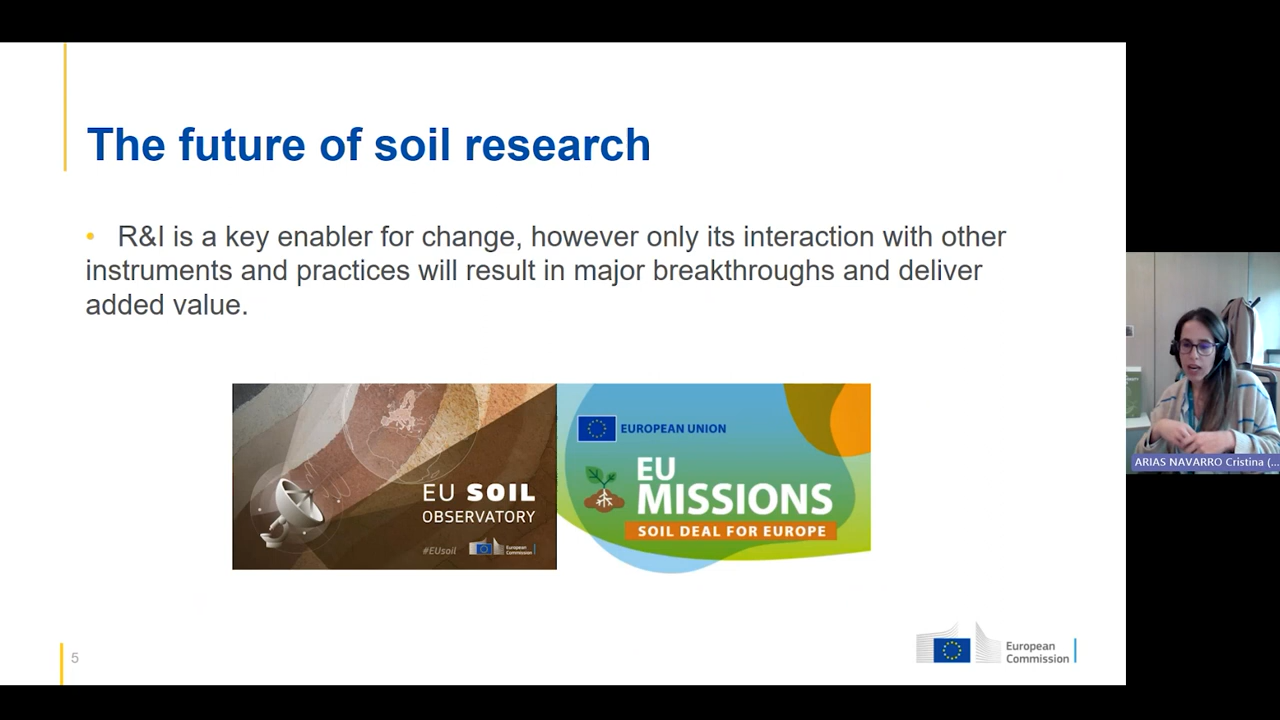 The future of soil research
• R&I is a key enabler for change, however only its interaction with other
instruments and practices will result in major breakthroughs and deliver
added value.
EU SOIL
OBSERVATORY
#EUsoil
European
Commission
EUROPEAN UNION
EU
MISSIONS
SOIL DEAL FOR EUROPE
ARIAS NAVARRO Cristina (...
5
European
Commission